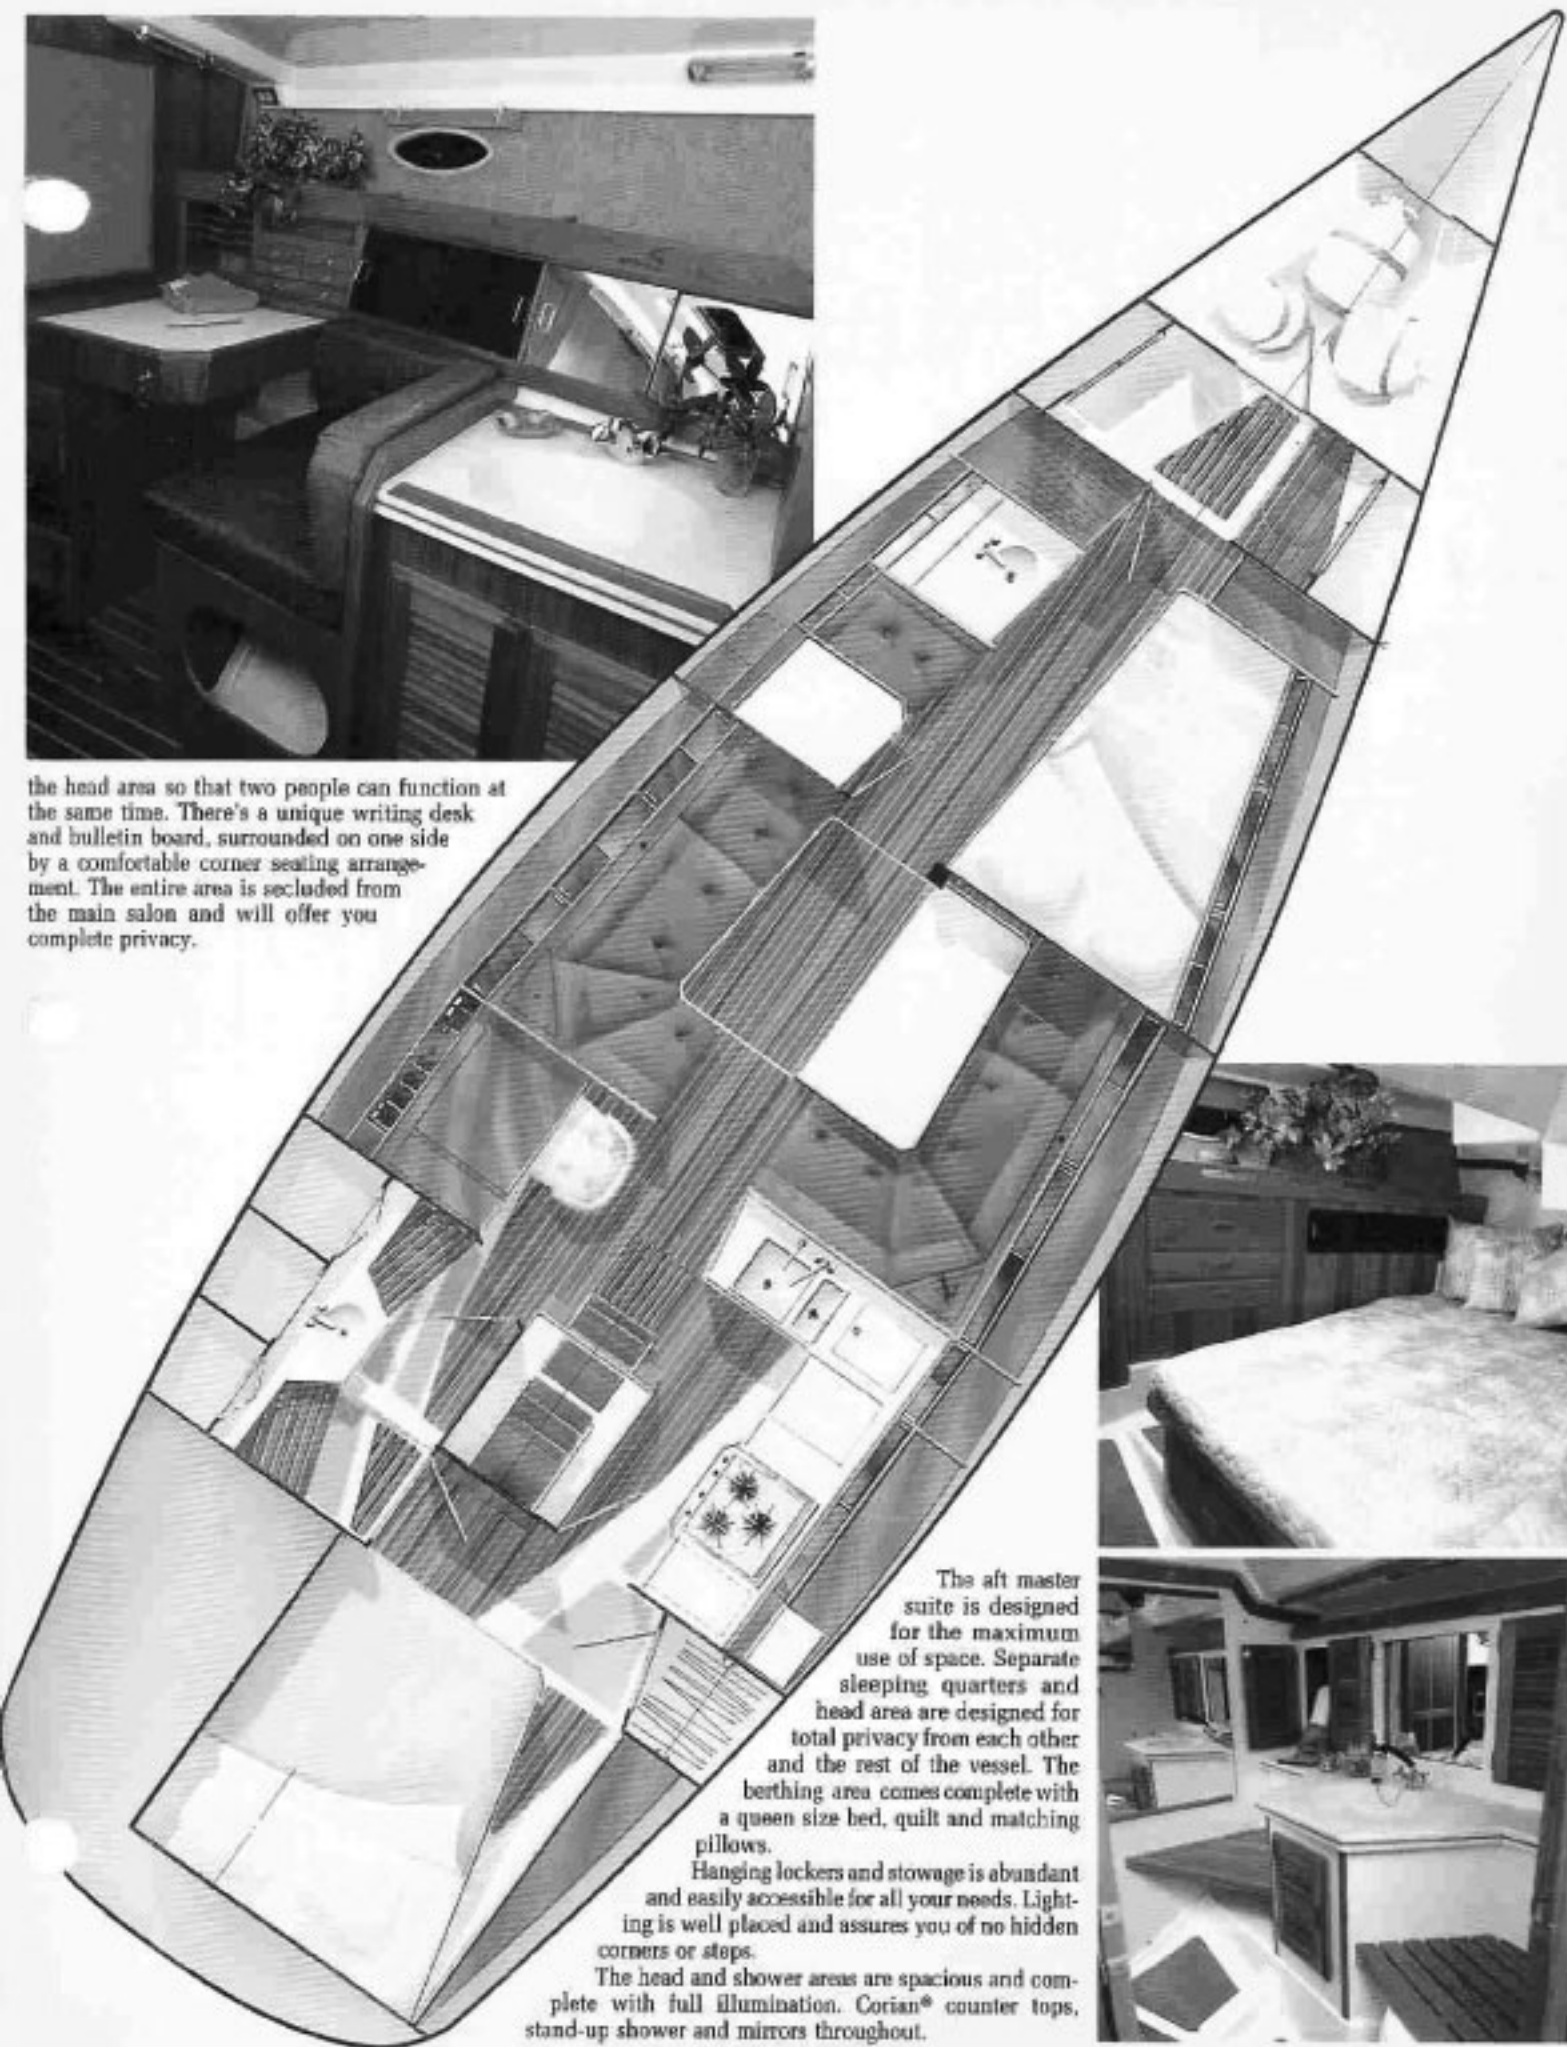 the head area so that two people can function at
the same time. There's a unique writing desk
and bulletin board, surrounded on one side
by a comfortable corner seating arrange-
ment. The entire area is secluded from
the main salon and will offer you
complete privacy.
The aft master
suite is designed
for the maximum
use of space. Separate
sleeping quarters and
head area are designed for
total privacy from each other
and the rest of the vessel. The
berthing area comes complete with
a queen size bed, quilt and matching
pillows.
Hanging lockers and stowage is abundant
and easily accessible for all your needs. Light-
ing is well placed and assures you of no hidden
corners or steps.
The head and shower areas are spacious and com-
plete with full illumination. Corian® counter tops,
stand-up shower and mirrors throughout.